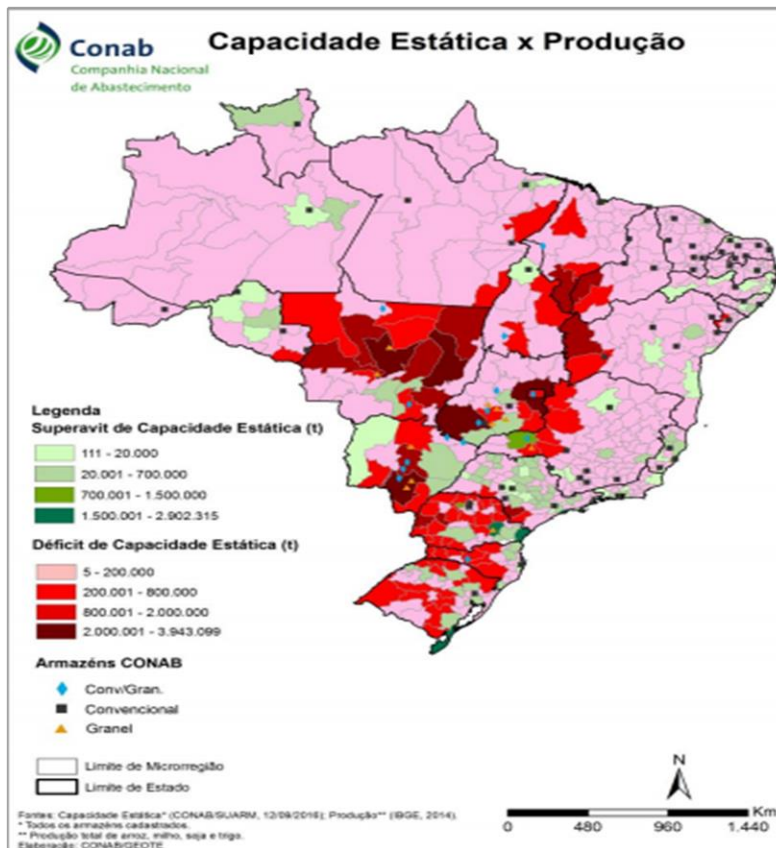 Conab
Companhia Nacional
de Abastecimento
Capacidade Estática x Produção
Legenda
Superavit de Capacidade Estática (t)
111 - 20.000
20.001 - 700.000
700.001 - 1.500.000
1.500.001 - 2.902.315
Déficit de Capacidade Estática (t)
5 - 200.000
200.001 - 800.000
800.001 - 2.000.000
2.000.001 - 3.943.099
Armazéns CONAB
Conv/Gran.
Convencional
Granel
Limite de Microrregião
Limite de Estado
N
Km
0 480 960 1.440
Fontes: Capacidade Estática* (CONAB/SUARM, 12/09/2016); Produção** (IBGE, 2014).
* Todos os armazéns cadastrados.
** Produção total de arroz, milho, soja e trigo.
Elaboração: CONAB/GEOTE